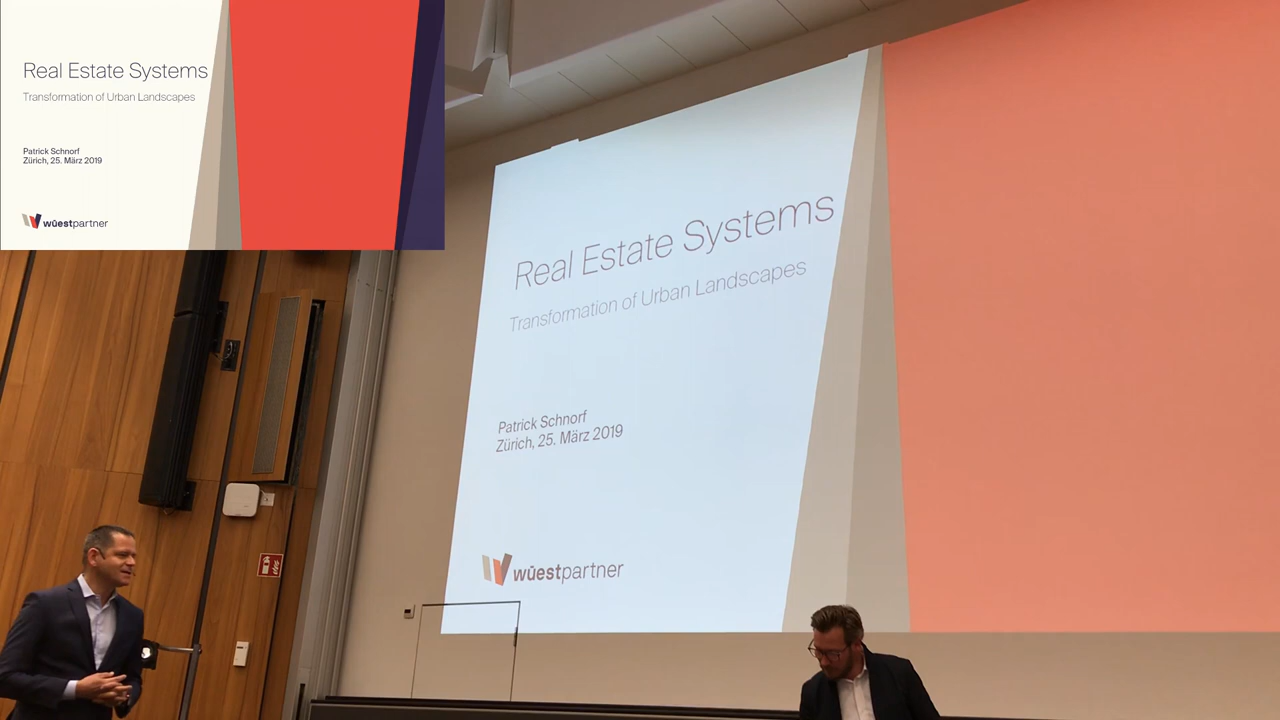 Real Estate Systems
Transformation of Urban Landscapes
Patrick Schnorf
Zürich, 25. März 2019
wüestpartner
Real Estate Systems
Transformation of Urban Landscapes
Patrick Schnorf
Zürich, 25. März 2019
wüestpartner